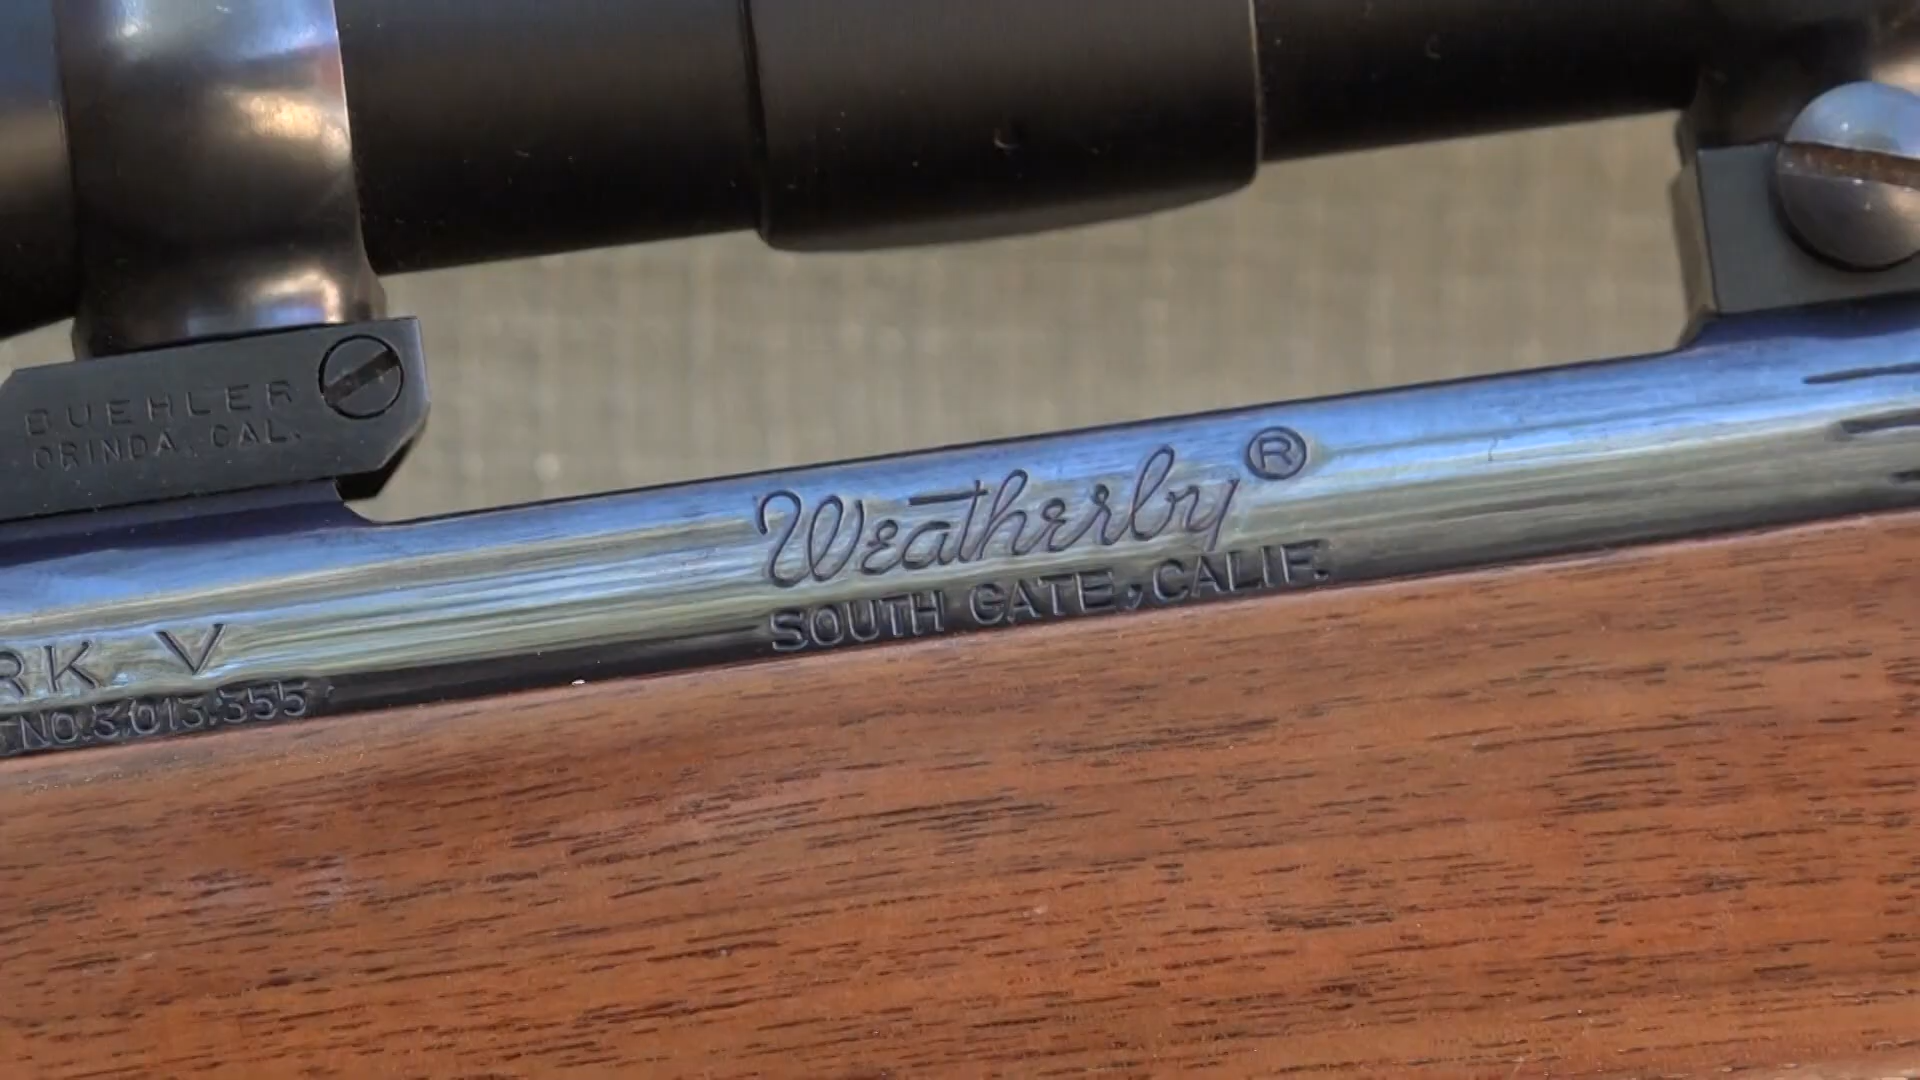 BUEHLER
ORINDA, CAL.
Weatherby®
SOUTH GATE, CALIF.
RK V
NO. 3,013,355